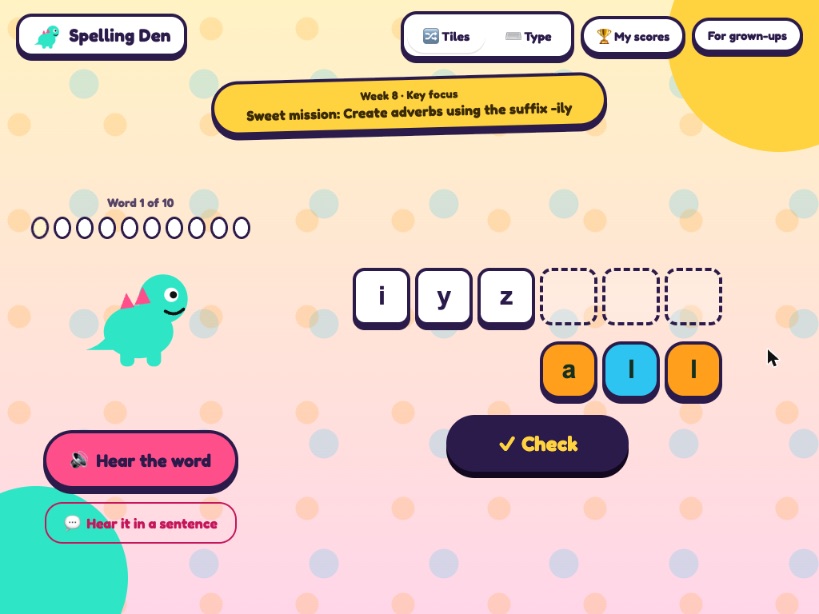 Spelling Den
Tiles
Type
My scores
For grown-ups
Week 8 · Key focus
Sweet mission: Create adverbs using the suffix -ily
Word 1 of 10
i y z
a l l
Check
Hear the word
Hear it in a sentence